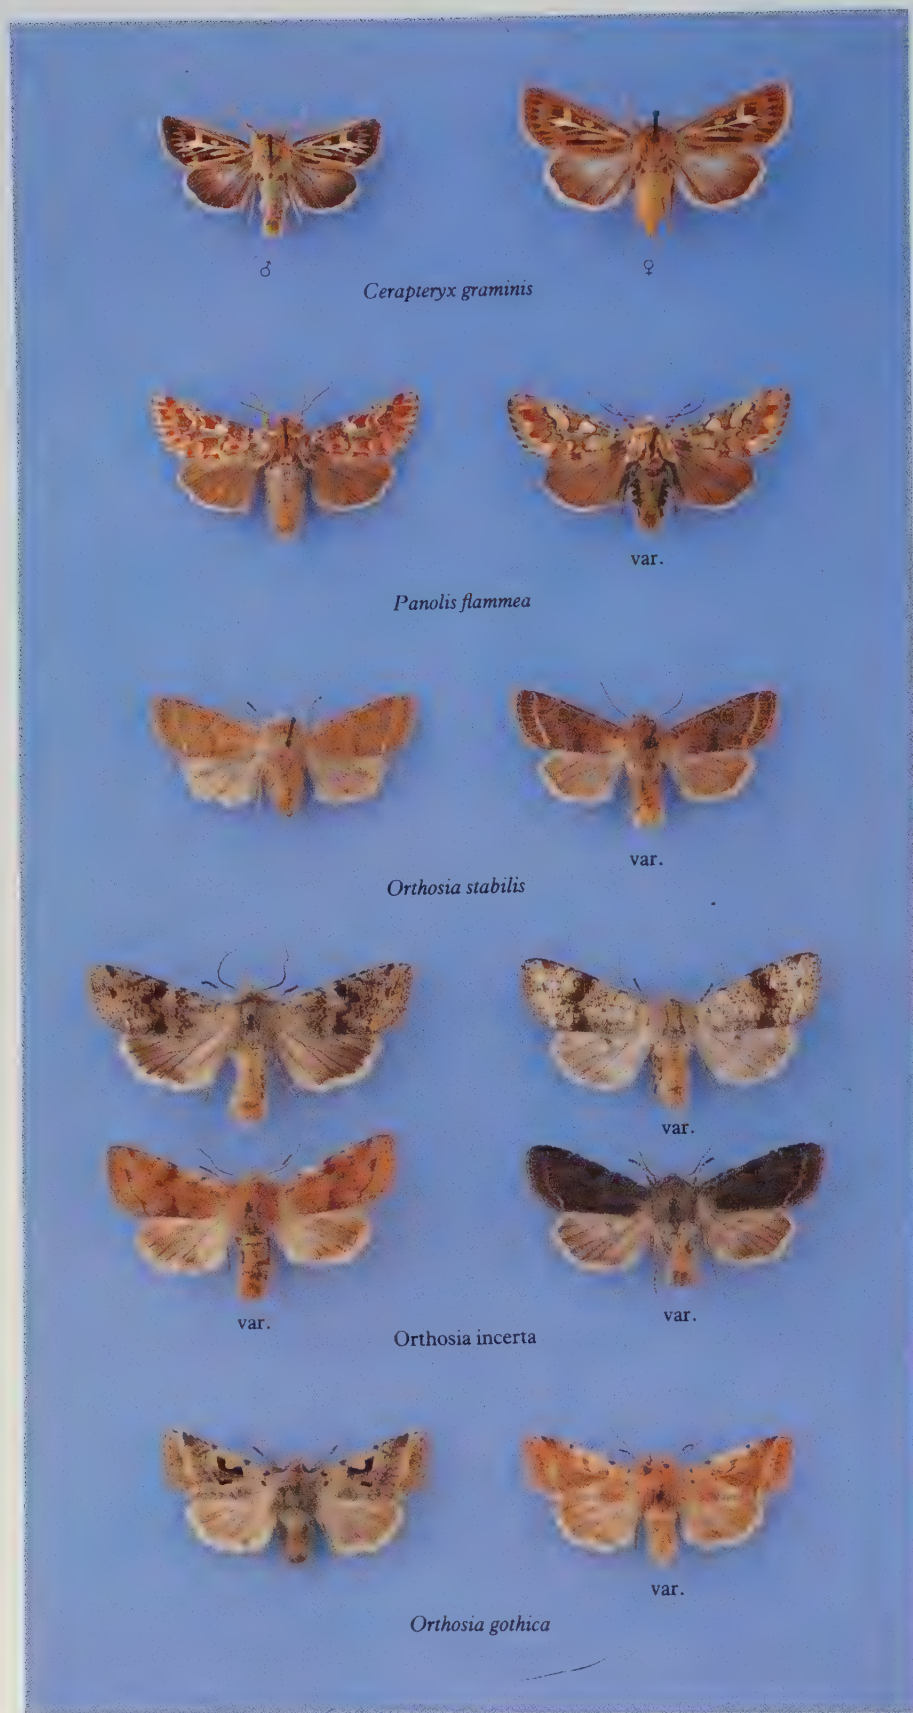 ♂ ♀
Cerapteryx graminis
var.
Panolis flammea
var.
Orthosia stabilis
var.
var. var.
Orthosia incerta
var.
Orthosia gothica